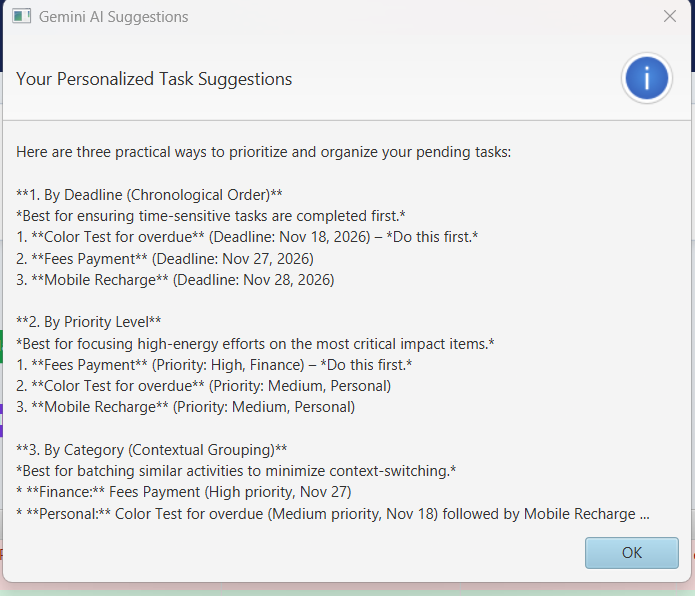 Gemini AI Suggestions
Your Personalized Task Suggestions
Here are three practical ways to prioritize and organize your pending tasks:
**1. By Deadline (Chronological Order)**
*Best for ensuring time-sensitive tasks are completed first.*
1. **Color Test for overdue** (Deadline: Nov 18, 2026) – *Do this first.*
2. **Fees Payment** (Deadline: Nov 27, 2026)
3. **Mobile Recharge** (Deadline: Nov 28, 2026)
**2. By Priority Level**
*Best for focusing high-energy efforts on the most critical impact items.*
1. **Fees Payment** (Priority: High, Finance) – *Do this first.*
2. **Color Test for overdue** (Priority: Medium, Personal)
3. **Mobile Recharge** (Priority: Medium, Personal)
**3. By Category (Contextual Grouping)**
*Best for batching similar activities to minimize context-switching.*
* **Finance:** Fees Payment (High priority, Nov 27)
* **Personal:** Color Test for overdue (Medium priority, Nov 18) followed by Mobile Recharge ...
OK